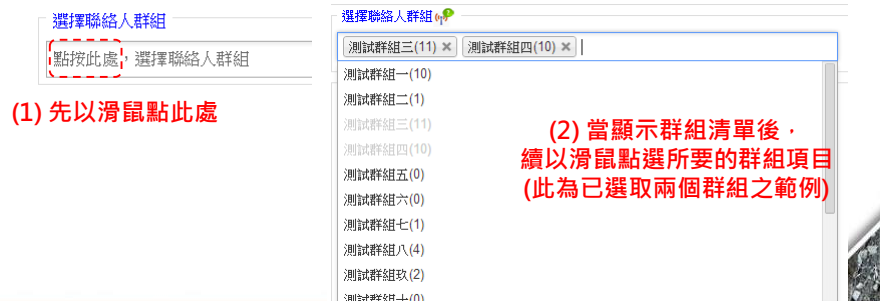 選擇聯絡人群組
點按此處，選擇聯絡人群組
(1) 先以滑鼠點此處
選擇聯絡人群組
測試群組三(11) × 測試群組四(10) ×
測試群組一(10)
測試群組二(1)
測試群組三(11)
測試群組四(10)
測試群組五(0)
測試群組六(0)
測試群組七(1)
測試群組八(4)
測試群組玖(2)
測試群組十(0)
(2) 當顯示群組清單後，
續以滑鼠點選所要的群組項目
(此為已選取兩個群組之範例)